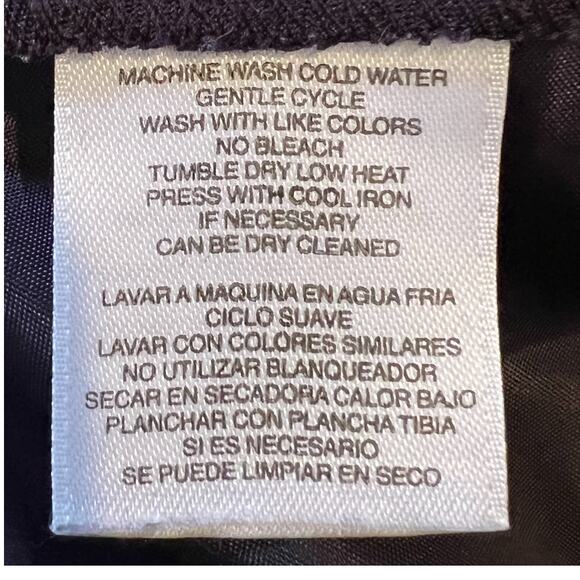 MACHINE WASH COLD WATER
GENTLE CYCLE
WASH WITH LIKE COLORS
NO BLEACH
TUMBLE DRY LOW HEAT
PRESS WITH COOL IRON
IF NECESSARY
CAN BE DRY CLEANED
LAVAR A MAQUINA EN AGUA FRIA
CICLO SUAVE
LAVAR CON COLORES SIMILARES
NO UTILIZAR BLANQUEADOR
SECAR EN SECADORA CALOR BAJO
PLANCHAR CON PLANCHA TIBIA
SI ES NECESARIO
SE PUEDE LIMPIAR EN SECO